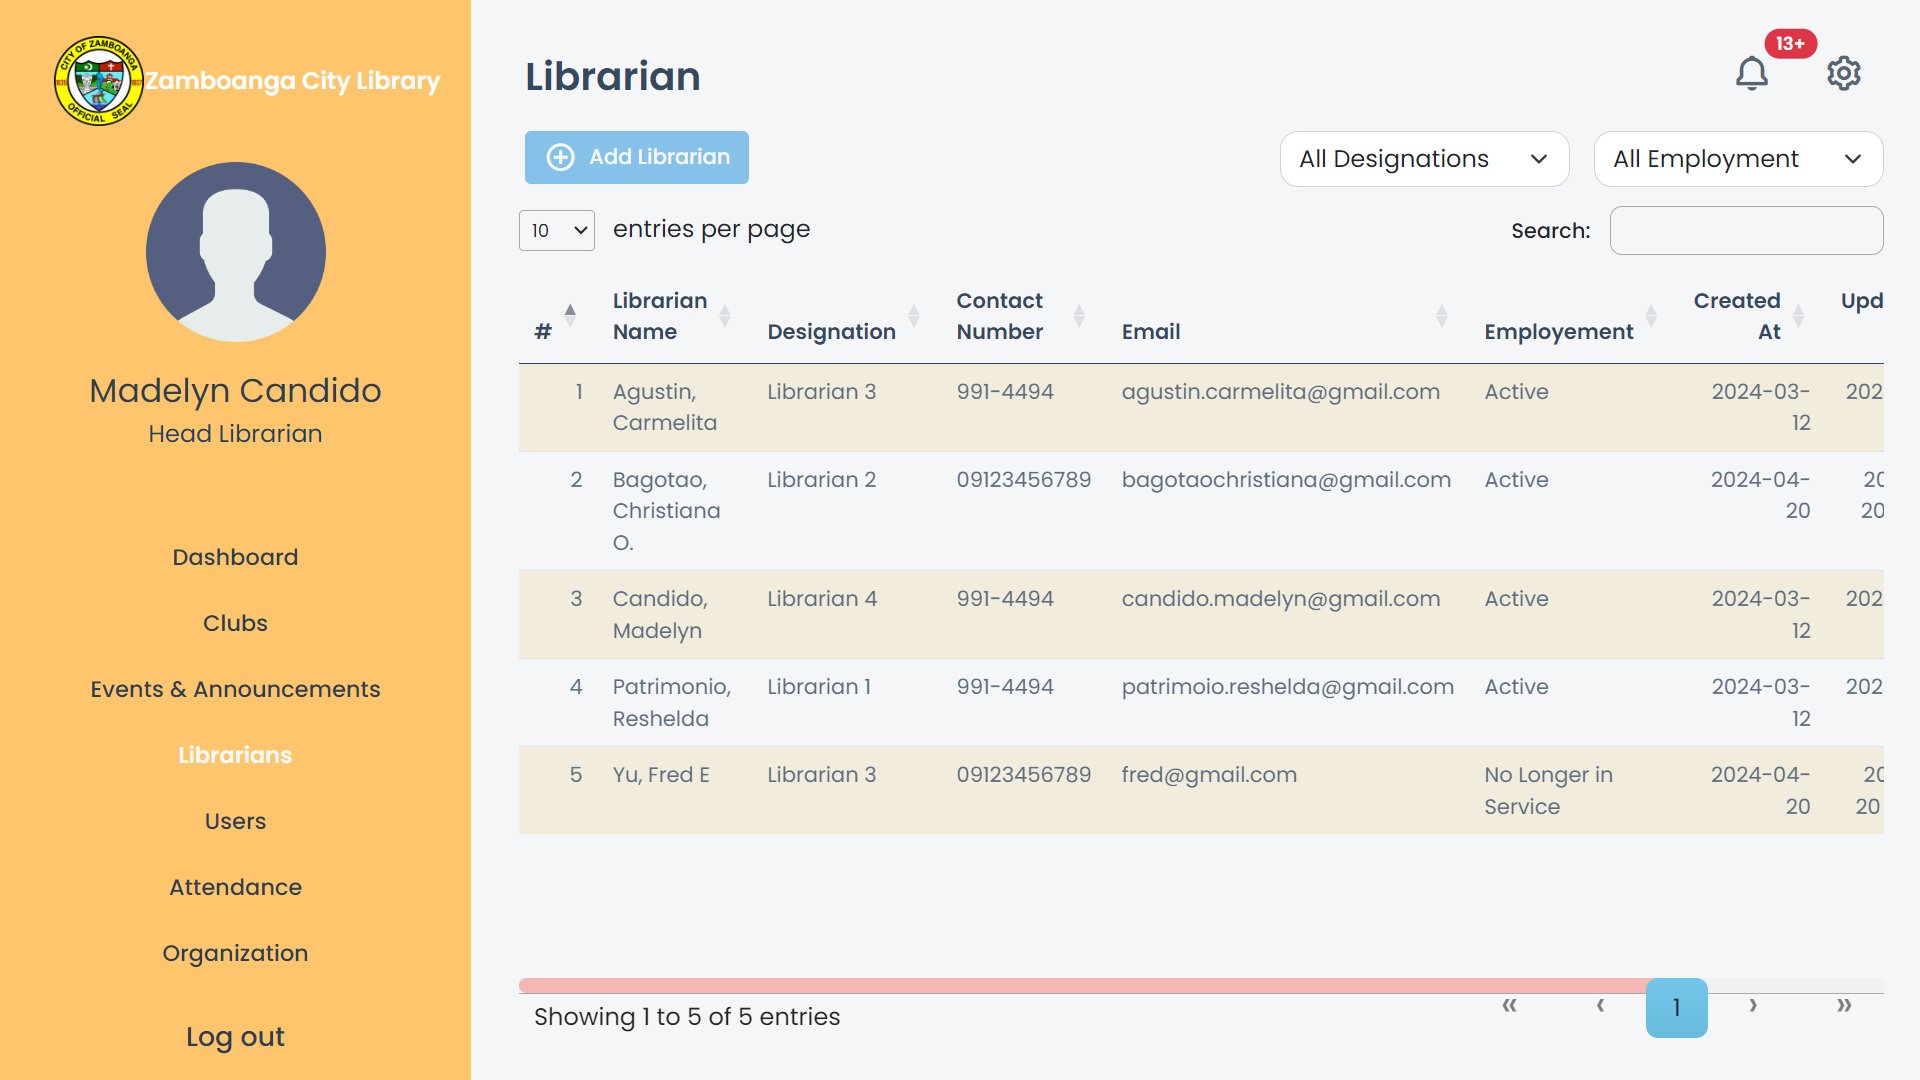 CITY OF ZAMBOANGA
OFFICIAL SEAL
Zamboanga City Library
Madelyn Candido
Head Librarian
Dashboard
Clubs
Events & Announcements
Librarians
Users
Attendance
Organization
Log out
Librarian
13+
Add Librarian
All Designations
All Employment
10 entries per page
Search:
# Librarian Name Designation Contact Number Email Employement Created At Upd
1 Agustin, Carmelita Librarian 3 991-4494 agustin.carmelita@gmail.com Active 2024-03-12 202
2 Bagotao, Christiana O. Librarian 2 09123456789 bagotaochristiana@gmail.com Active 2024-04-20 20 20
3 Candido, Madelyn Librarian 4 991-4494 candido.madelyn@gmail.com Active 2024-03-12 202
4 Patrimonio, Reshelda Librarian 1 991-4494 patrimoio.reshelda@gmail.com Active 2024-03-12 202
5 Yu, Fred E Librarian 3 09123456789 fred@gmail.com No Longer in Service 2024-04-20 20 20
Showing 1 to 5 of 5 entries
« ‹ 1 › »